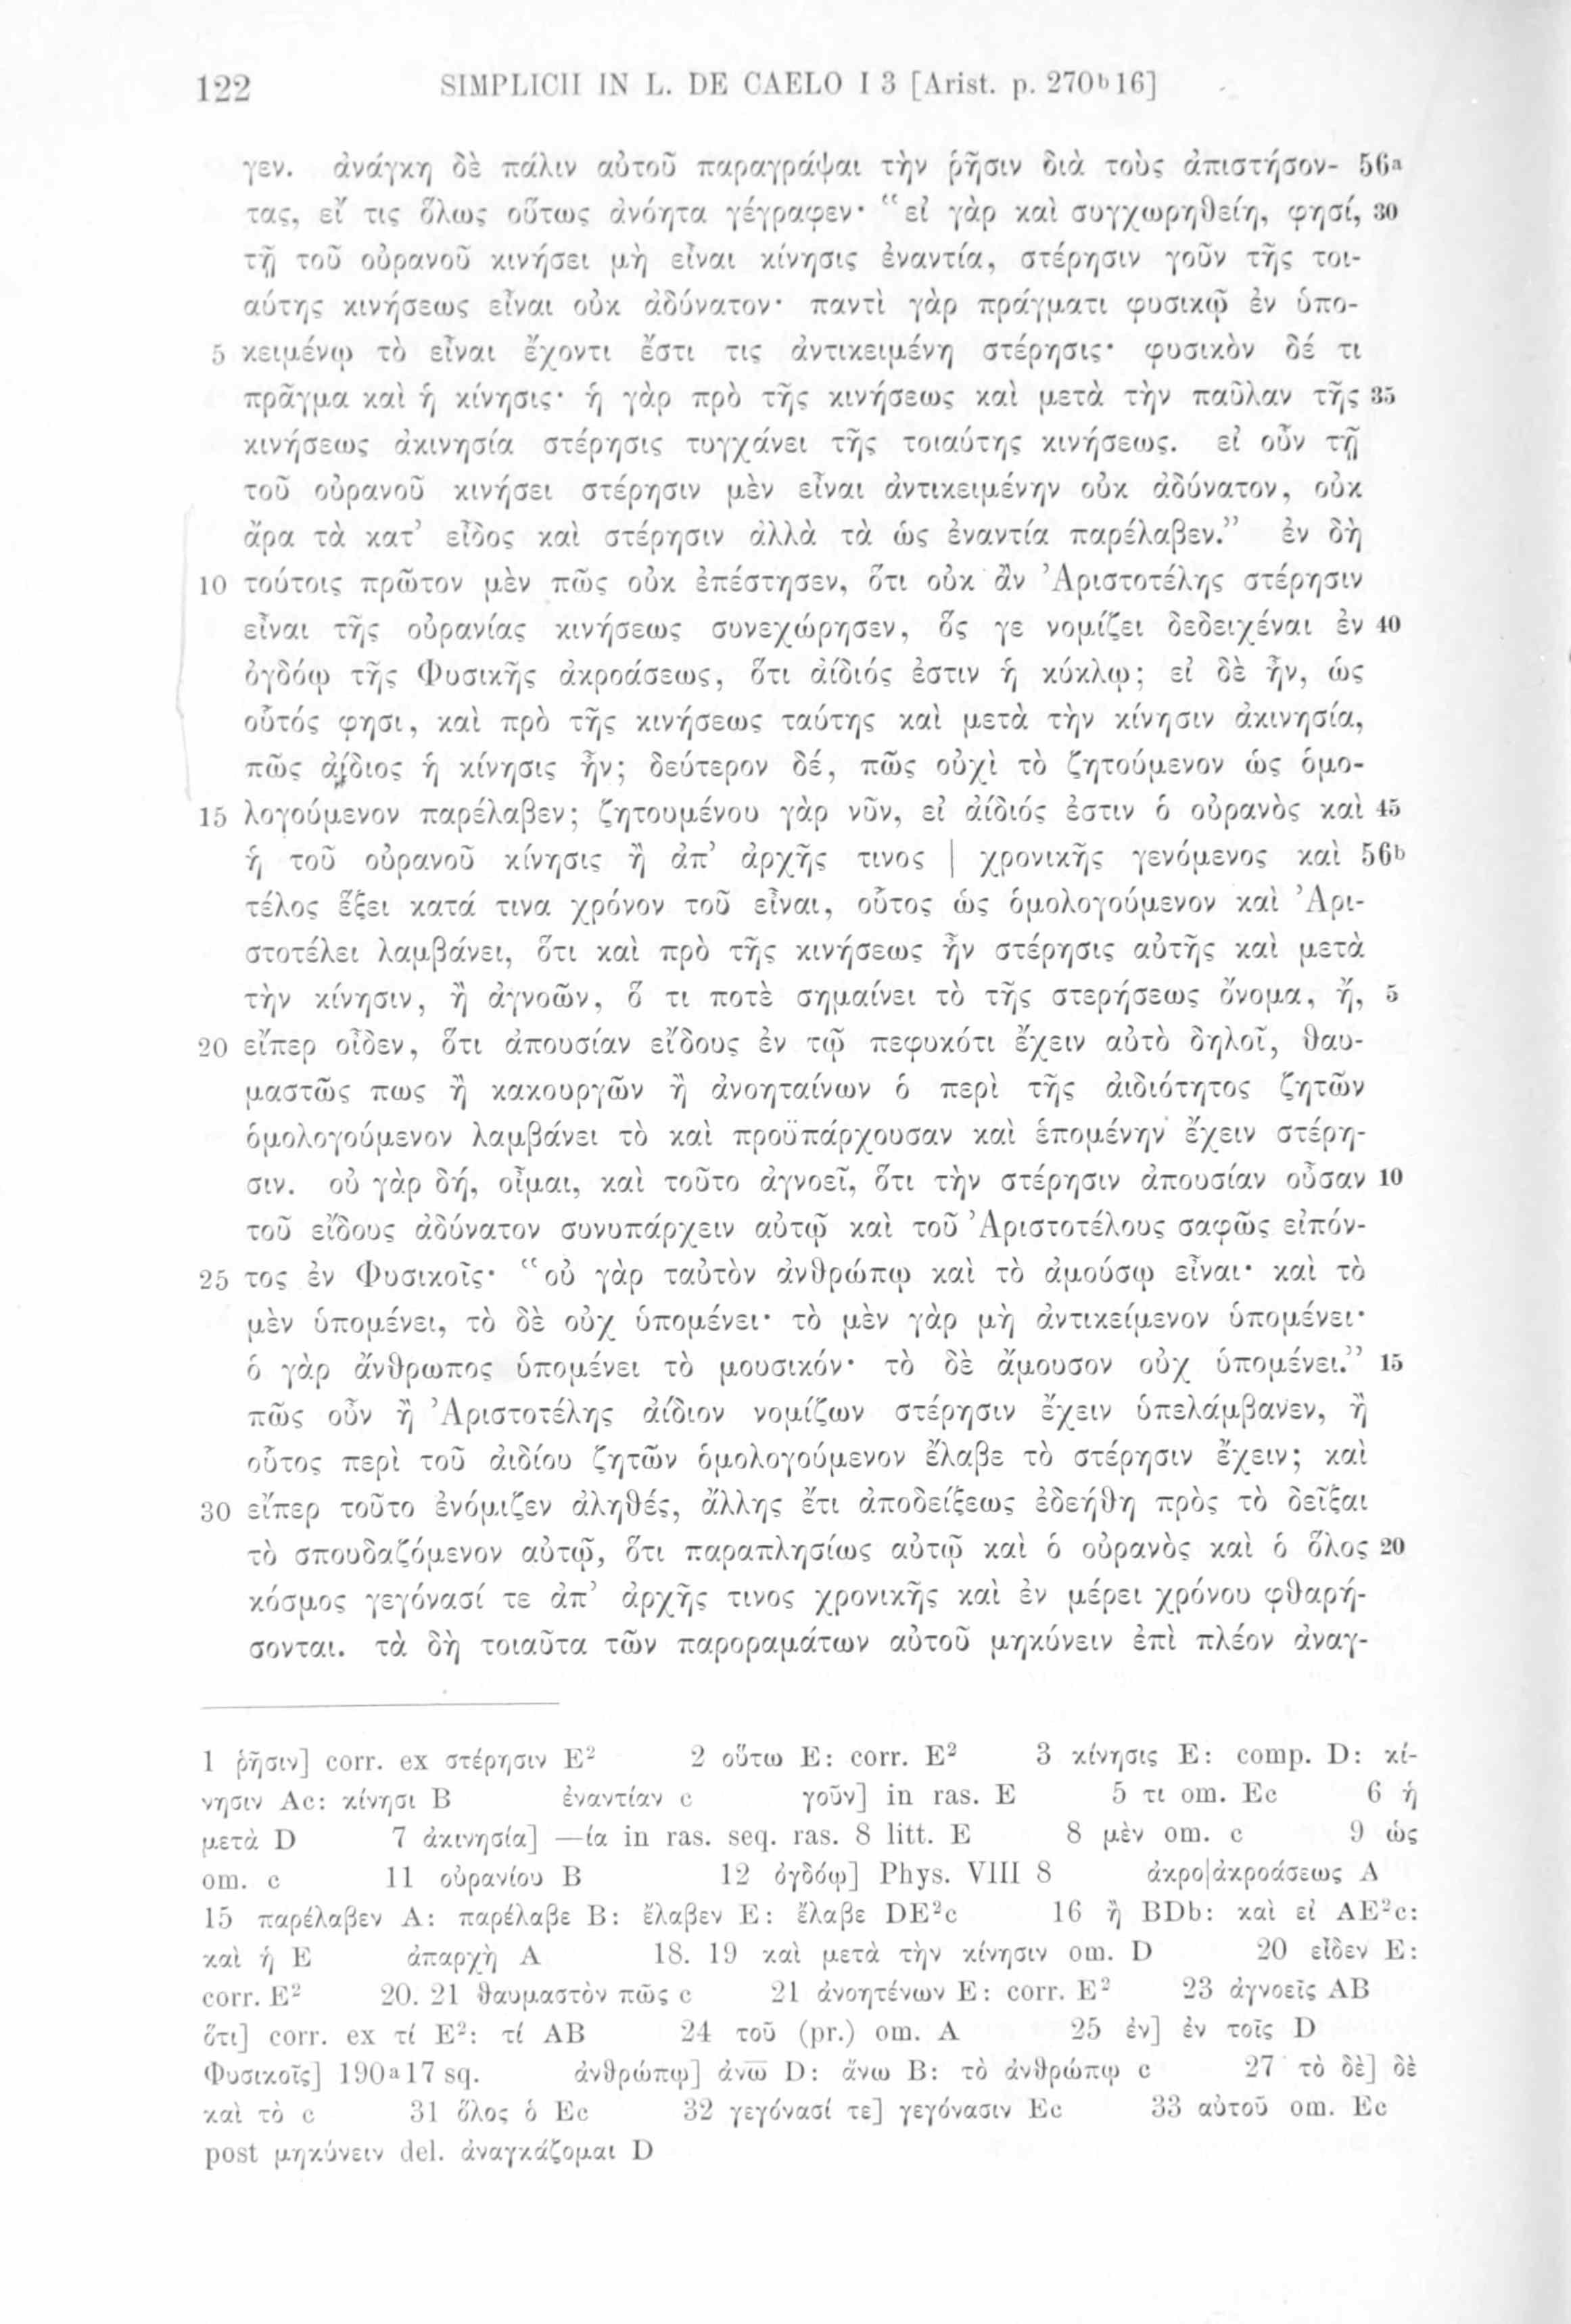 122 SIMPLICII IN L. DE CAELO I 3 [Arist. p. 270b16]
γεν. ἀνάγκη δὲ πάλιν αὐτοῦ παραγράψαι τὴν ῥῆσιν διὰ τοὺς ἀπιστήσον- 56a
τας, εἴ τις ὅλως οὕτως ἀνόητα γέγραφεν· “εἰ γὰρ καὶ συγχωρηθείη, φησί, 30
τῇ τοῦ οὐρανοῦ κινήσει μὴ εἶναι κίνησις ἐναντία, στέρησιν γοῦν τῆς τοι-
αύτης κινήσεως εἶναι οὐκ ἀδύνατον· παντὶ γὰρ πράγματι φυσικῷ ἐν ὑπο-
5 κειμένῳ τὸ εἶναι ἔχοντι ἔστι τις ἀντικειμένη στέρησις· φυσικὸν δέ τι
πρᾶγμα καὶ ἡ κίνησις· ἡ γὰρ πρὸ τῆς κινήσεως καὶ μετὰ τὴν παῦλαν τῆς 35
κινήσεως ἀκινησία στέρησις τυγχάνει τῆς τοιαύτης κινήσεως. εἰ οὖν τῇ
τοῦ οὐρανοῦ κινήσει στέρησιν μὲν εἶναι ἀντικειμένην οὐκ ἀδύνατον, οὐκ
ἄρα τὰ κατ’ εἶδος καὶ στέρησιν ἀλλὰ τὰ ὡς ἐναντία παρέλαβεν.” ἐν δὴ
10 τούτοις πρῶτον μὲν πῶς οὐκ ἐπέστησεν, ὅτι οὐκ ἂν Ἀριστοτέλης στέρησιν
εἶναι τῆς οὐρανίας κινήσεως συνεχώρησεν, ὅς γε νομίζει δεδειχέναι ἐν 40
ὀγδόῳ τῆς Φυσικῆς ἀκροάσεως, ὅτι ἀίδιός ἐστιν ἡ κύκλῳ; εἰ δὲ ἦν, ὡς
οὗτός φησι, καὶ πρὸ τῆς κινήσεως ταύτης καὶ μετὰ τὴν κίνησιν ἀκινησία,
πῶς ἀίδιος ἡ κίνησις ἦν; δεύτερον δέ, πῶς οὐχὶ τὸ ζητούμενον ὡς ὁμο-
15 λογούμενον παρέλαβεν; ζητουμένου γὰρ νῦν, εἰ ἀίδιός ἐστιν ὁ οὐρανὸς καὶ 45
ἡ τοῦ οὐρανοῦ κίνησις ἢ ἀπ’ ἀρχῆς τινος | χρονικῆς γενόμενος καὶ 56b
τέλος ἕξει κατά τινα χρόνον τοῦ εἶναι, οὗτος ὡς ὁμολογούμενον καὶ Ἀρι-
στοτέλει λαμβάνει, ὅτι καὶ πρὸ τῆς κινήσεως ἦν στέρησις αὐτῆς καὶ μετὰ
τὴν κίνησιν, ἢ ἀγνοῶν, ὅ τι ποτὲ σημαίνει τὸ τῆς στερήσεως ὄνομα, ἤ, 5
20 εἴπερ οἶδεν, ὅτι ἀπουσίαν εἴδους ἐν τῷ πεφυκότι ἔχειν αὐτὸ δηλοῖ, θαυ-
μαστῶς πως ἢ κακουργῶν ἢ ἀνοηταίνων ὁ περὶ τῆς ἀιδιότητος ζητῶν
ὁμολογούμενον λαμβάνει τὸ καὶ προϋπάρχουσαν καὶ ἑπομένην ἔχειν στέρη-
σιν. οὐ γὰρ δή, οἶμαι, καὶ τοῦτο ἀγνοεῖ, ὅτι τὴν στέρησιν ἀπουσίαν οὖσαν 10
τοῦ εἴδους ἀδύνατον συνυπάρχειν αὐτῷ καὶ τοῦ Ἀριστοτέλους σαφῶς εἰπόν-
25 τος ἐν Φυσικοῖς· “οὐ γὰρ ταὐτὸν ἀνθρώπῳ καὶ τὸ ἀμούσῳ εἶναι· καὶ τὸ
μὲν ὑπομένει, τὸ δὲ οὐχ ὑπομένει· τὸ μὲν γὰρ μὴ ἀντικείμενον ὑπομένει·
ὁ γὰρ ἄνθρωπος ὑπομένει τὸ μουσικόν· τὸ δὲ ἄμουσον οὐχ ὑπομένει.” 15
πῶς οὖν ἢ Ἀριστοτέλης ἀίδιον νομίζων στέρησιν ἔχειν ὑπελάμβανεν, ἢ
οὗτος περὶ τοῦ ἀιδίου ζητῶν ὁμολογούμενον ἔλαβε τὸ στέρησιν ἔχειν; καὶ
30 εἴπερ τοῦτο ἐνόμιζεν ἀληθές, ἄλλης ἔτι ἀποδείξεως ἐδεήθη πρὸς τὸ δεῖξαι
τὸ σπουδαζόμενον αὐτῷ, ὅτι παραπλησίως αὐτῷ καὶ ὁ οὐρανὸς καὶ ὁ ὅλος 20
κόσμος γεγόνασί τε ἀπ’ ἀρχῆς τινος χρονικῆς καὶ ἐν μέρει χρόνου φθαρή-
σονται. τὰ δὴ τοιαῦτα τῶν παροραμάτων αὐτοῦ μηκύνειν ἐπὶ πλέον ἀναγ-
1 ῥῆσιν] corr. ex στέρησιν E² 2 οὕτω E: corr. E² 3 κίνησις E: comp. D: κί-
νησιν Ac: κίνησι B ἐναντίαν c γοῦν] in ras. E 5 τι om. Ec 6 ἡ
μετὰ D 7 ἀκινησία] —ία in ras. seq. ras. 8 litt. E 8 μὲν om. c 9 ὡς
om. c 11 οὐρανίου B 12 ὀγδόῳ] Phys. VIII 8 ἀκρο|ἀκροάσεως A
15 παρέλαβεν A: παρέλαβε B: ἔλαβεν E: ἔλαβε DE²c 16 ἢ BDb: καὶ εἰ AE²c:
καὶ ἡ E ἀπαρχὴ A 18. 19 καὶ μετὰ τὴν κίνησιν om. D 20 εἶδεν E:
corr. E² 20. 21 θαυμαστὸν πῶς c 21 ἀνοητένων E: corr. E² 23 ἀγνοεῖς AB
ὅτι] corr. ex τί E²: τί AB 24 τοῦ (pr.) om. A 25 ἐν] ἐν τοῖς D
Φυσικοῖς] 190a17 sq. ἀνθρώπῳ] ἀνω̅ D: ἄνω B: τὸ ἀνθρώπῳ c 27 τὸ δὲ] δὲ
καὶ τὸ c 31 ὅλος ὁ Ec 32 γεγόνασί τε] γεγόνασιν Ec 33 αὐτοῦ om. Ec
post μηκύνειν del. ἀναγκάζομαι D